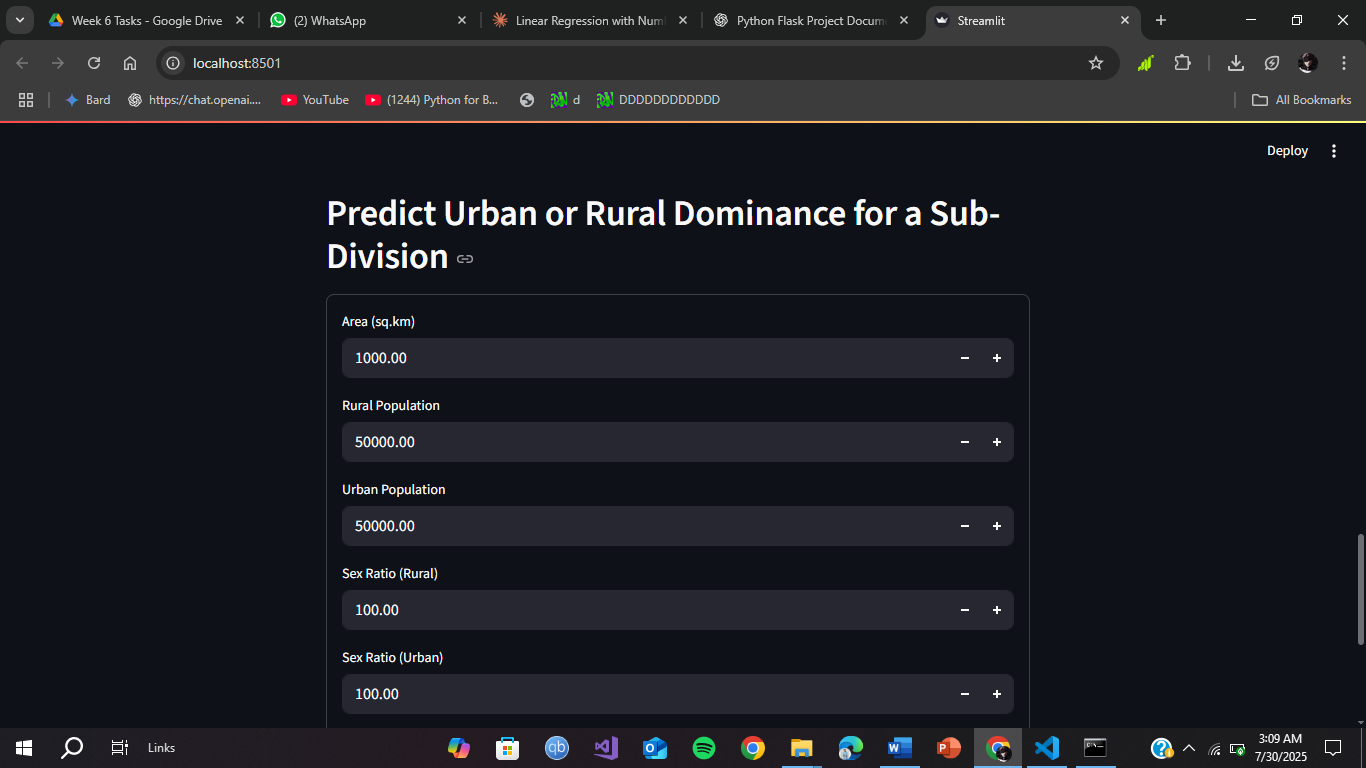 Week 6 Tasks - Google Drive
(2) WhatsApp
Linear Regression with Num
Python Flask Project Docume
Streamlit
localhost:8501
Bard
https://chat.openai....
YouTube
(1244) Python for B...
d
DDDDDDDDDDDD
All Bookmarks
Deploy
Predict Urban or Rural Dominance for a Sub-
Division
Area (sq.km)
1000.00
Rural Population
50000.00
Urban Population
50000.00
Sex Ratio (Rural)
100.00
Sex Ratio (Urban)
100.00
Links
qb
3:09 AM
7/30/2025